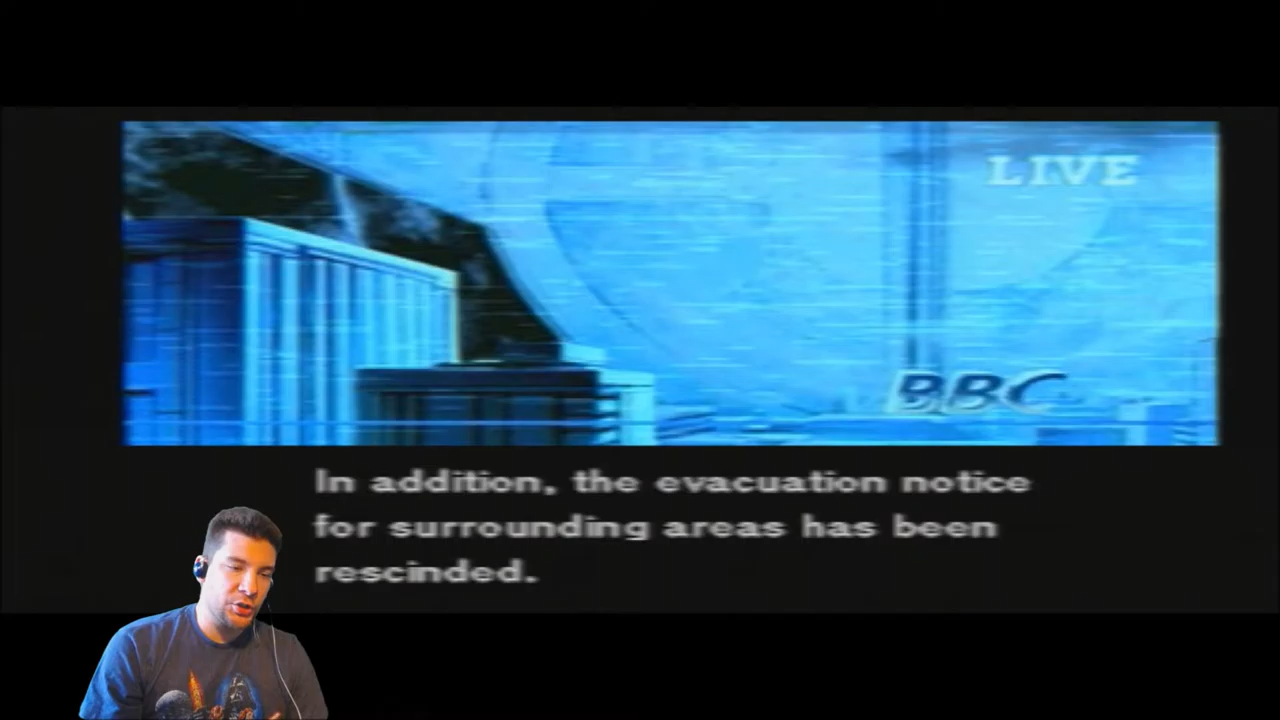 LIVE
BBC
In addition, the evacuation notice
for surrounding areas has been
rescinded.